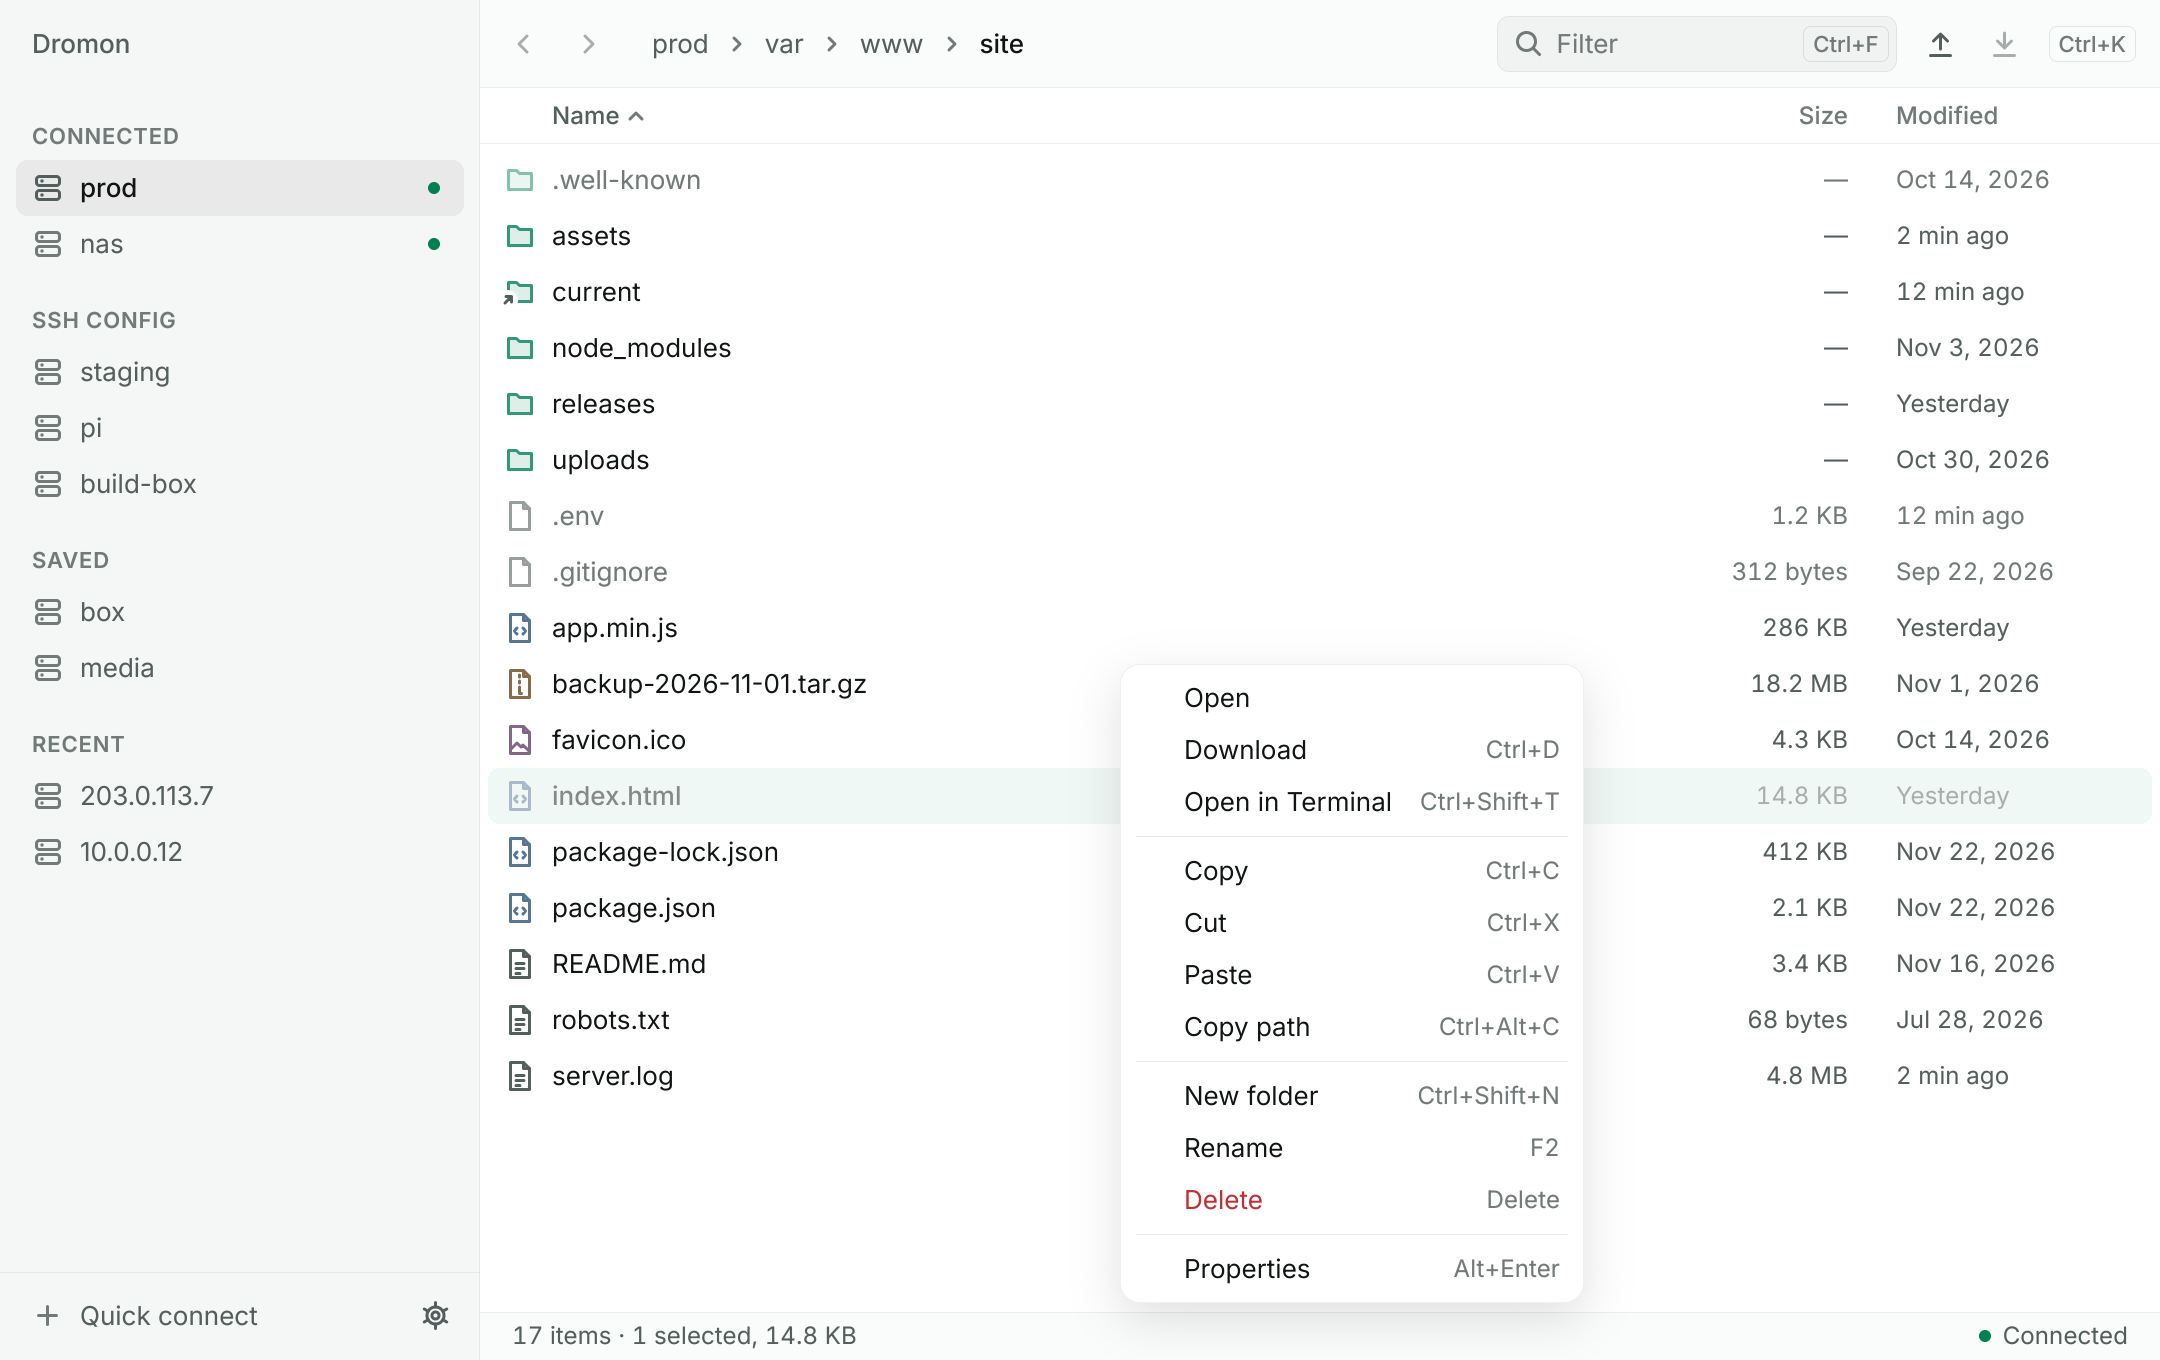 Dromon
CONNECTED
prod
nas
SSH CONFIG
staging
pi
build-box
SAVED
box
media
RECENT
203.0.113.7
10.0.0.12
Quick connect
prod var www site
Filter Ctrl+F
Ctrl+K
Name Size Modified
.well-known — Oct 14, 2026
assets — 2 min ago
current — 12 min ago
node_modules — Nov 3, 2026
releases — Yesterday
uploads — Oct 30, 2026
.env 1.2 KB 12 min ago
.gitignore 312 bytes Sep 22, 2026
app.min.js 286 KB Yesterday
backup-2026-11-01.tar.gz 18.2 MB Nov 1, 2026
favicon.ico 4.3 KB Oct 14, 2026
index.html 14.8 KB Yesterday
package-lock.json 412 KB Nov 22, 2026
package.json 2.1 KB Nov 22, 2026
README.md 3.4 KB Nov 16, 2026
robots.txt 68 bytes Jul 28, 2026
server.log 4.8 MB 2 min ago
Open
Download Ctrl+D
Open in Terminal Ctrl+Shift+T
Copy Ctrl+C
Cut Ctrl+X
Paste Ctrl+V
Copy path Ctrl+Alt+C
New folder Ctrl+Shift+N
Rename F2
Delete Delete
Properties Alt+Enter
17 items · 1 selected, 14.8 KB
Connected